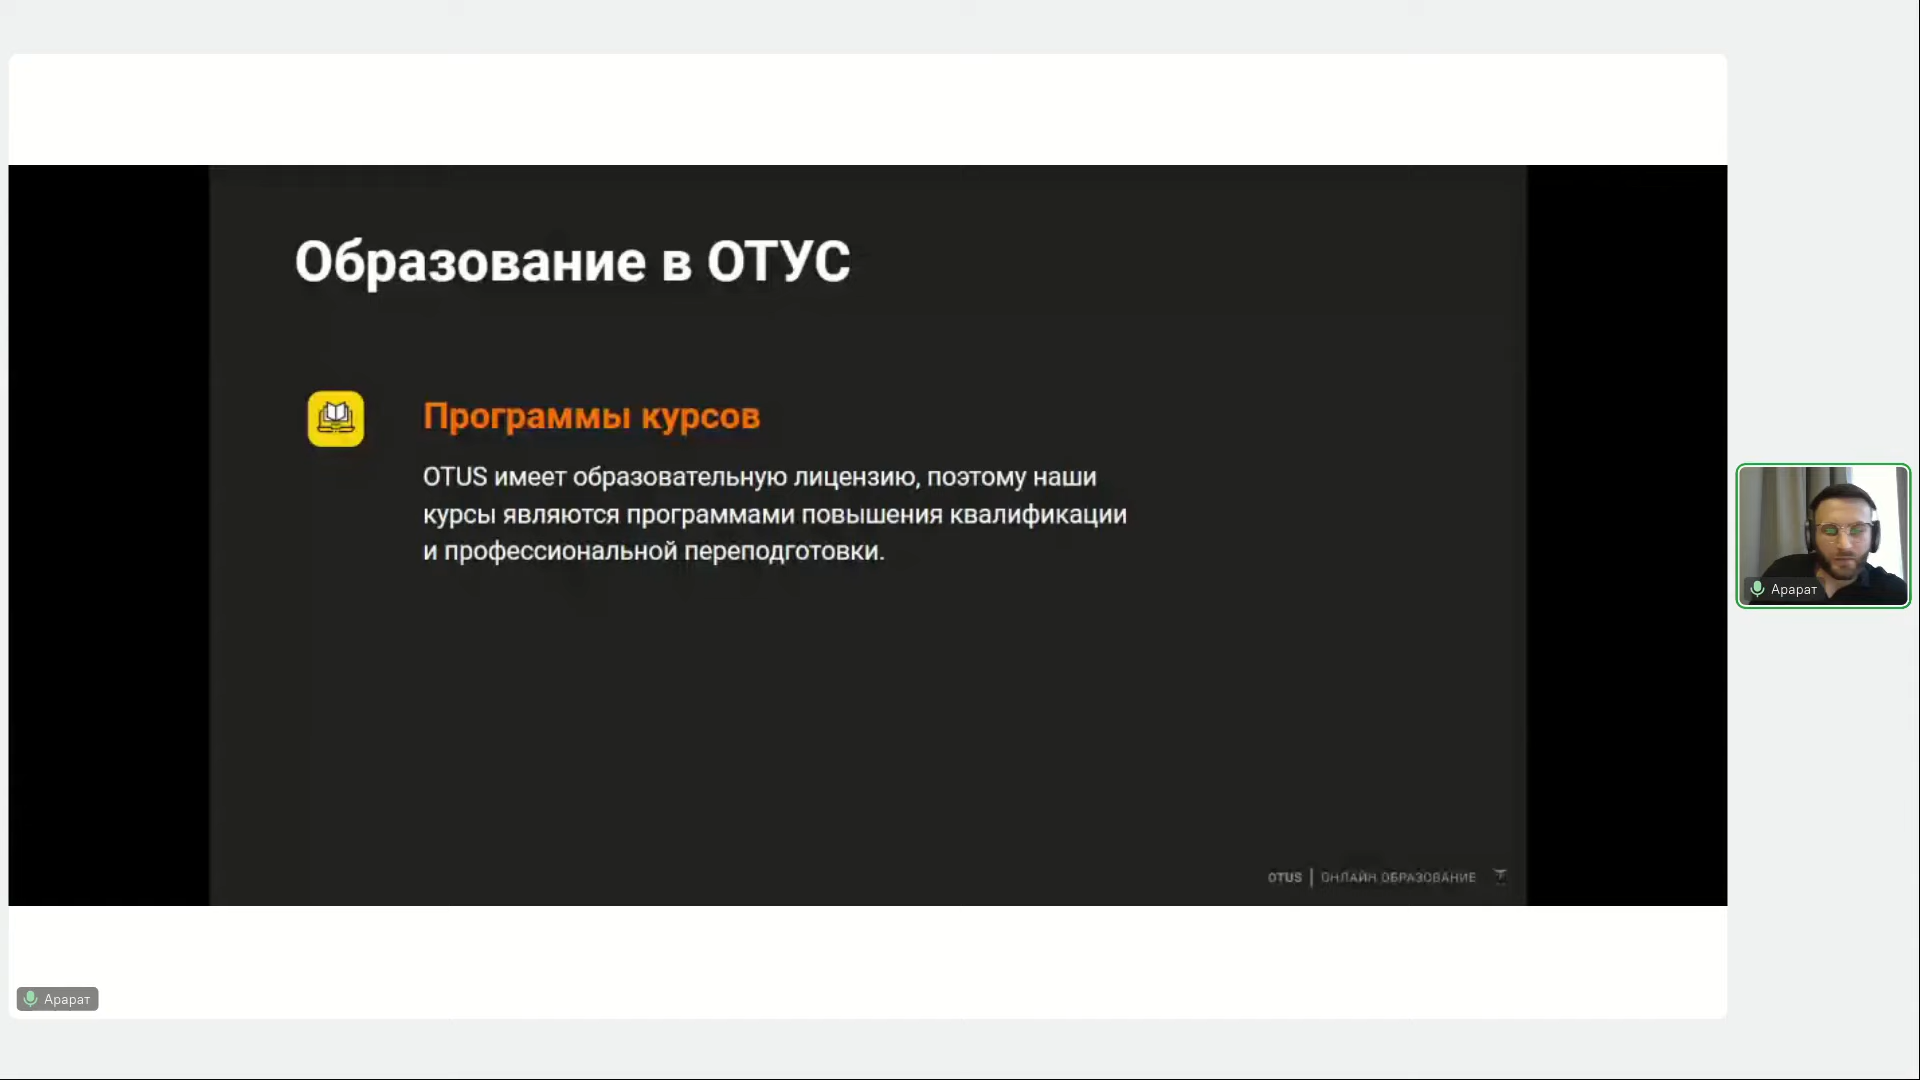 Образование в ОТУС
Программы курсов
OTUS имеет образовательную лицензию, поэтому наши
курсы являются программами повышения квалификации
и профессиональной переподготовки.
OTUS | ОНЛАЙН ОБРАЗОВАНИЕ
Арарат
Арарат